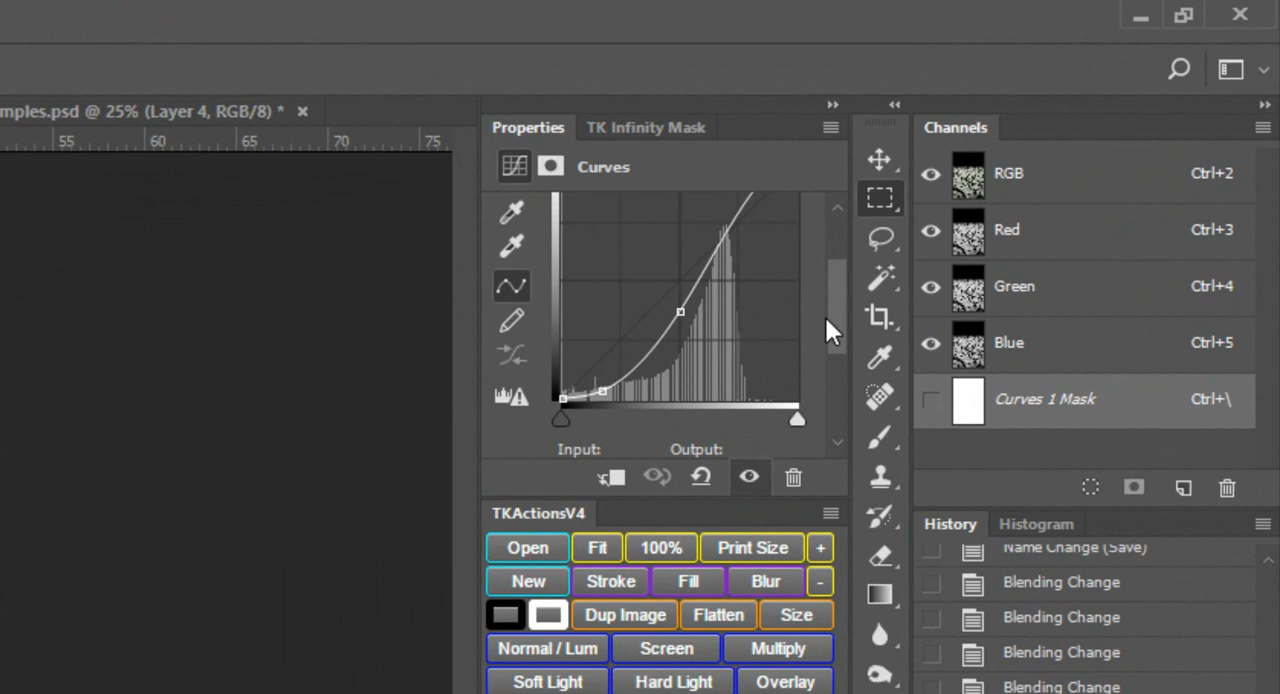 mples.psd @ 25% (Layer 4, RGB/8) *
55 60 65 70 75
Properties TK Infinity Mask
Curves
Input: Output:
TKActionsV4
Open Fit 100% Print Size +
New Stroke Fill Blur -
Dup Image Flatten Size
Normal / Lum Screen Multiply
Soft Light Hard Light Overlay
Channels
RGB Ctrl+2
Red Ctrl+3
Green Ctrl+4
Blue Ctrl+5
Curves 1 Mask Ctrl+\
History Histogram
Name Change (Save)
Blending Change
Blending Change
Blending Change
Blending Change